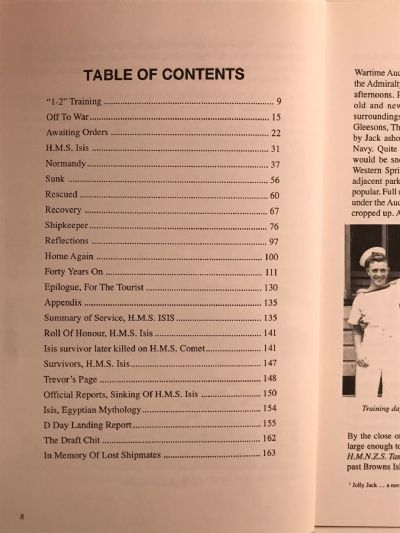 TABLE OF CONTENTS
"1-2" Training ........ 9
Off To War ........ 15
Awaiting Orders ........ 22
H.M.S. Isis ........ 31
Normandy ........ 37
Sunk ........ 56
Rescued ........ 60
Recovery ........ 67
Shipkeeper ........ 76
Reflections ........ 97
Home Again ........ 100
Forty Years On ........ 111
Epilogue, For The Tourist ........ 130
Appendix ........ 135
Summary of Service, H.M.S. ISIS ........ 135
Roll Of Honour, H.M.S. Isis ........ 141
Isis survivor later killed on H.M.S. Comet ........ 141
Survivors, H.M.S. Isis ........ 147
Trevor's Page ........ 148
Official Reports, Sinking Of H.M.S. Isis ........ 150
Isis, Egyptian Mythology ........ 154
D Day Landing Report ........ 155
The Draft Chit ........ 162
In Memory Of Lost Shipmates ........ 163
8
Wartime Auc
the Admiralty
afternoons.
old and new
surroundings
Gleesons, Th
by Jack asho
Navy. Quite
would be sne
Western Spri
adjacent park
popular. Full
under the Auc
cropped up. A
Training da
By the close o
large enough to
H.M.N.Z.S. Tam
past Browns Isl
¹ Jolly Jack ... a nav